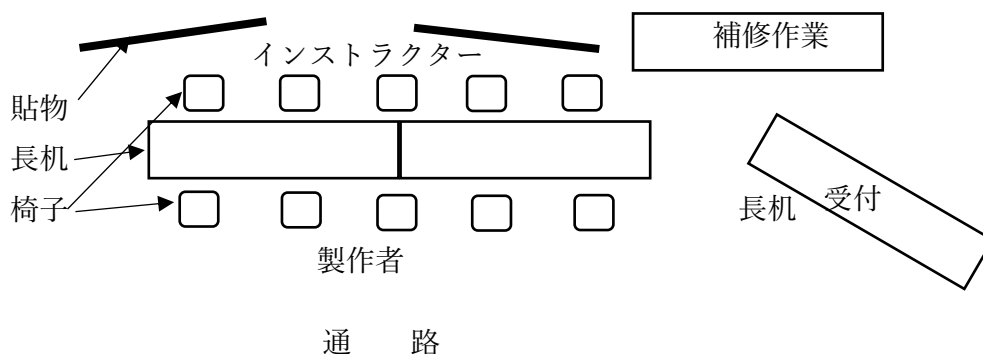 補修作業
インストラクター
貼物
長机
椅子
長机
受付
製作者
通 路